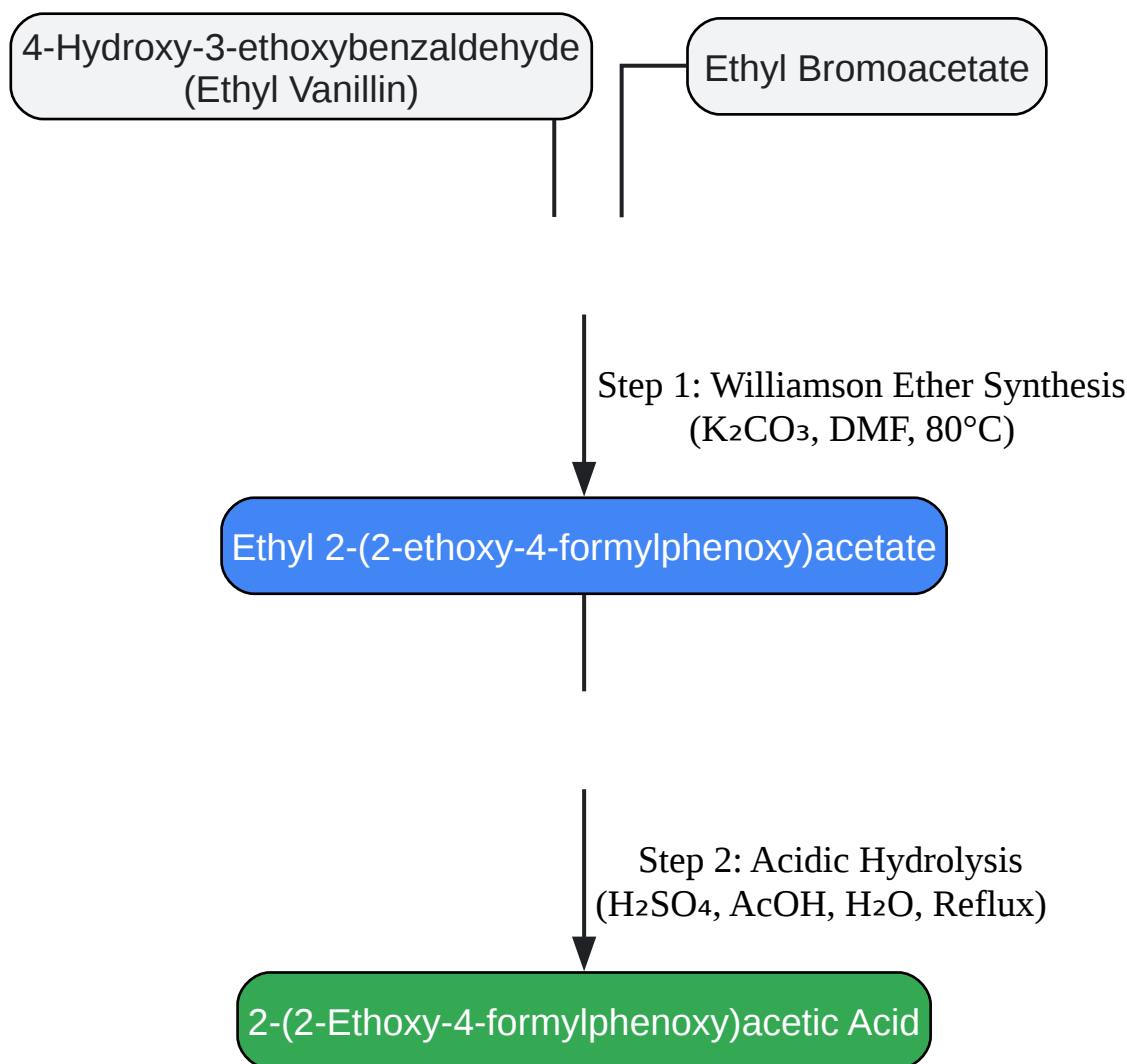 4-Hydroxy-3-ethoxybenzaldehyde
(Ethyl Vanillin)
Ethyl Bromoacetate
Step 1: Williamson Ether Synthesis
(K₂CO₃, DMF, 80°C)
Ethyl 2-(2-ethoxy-4-formylphenoxy)acetate
Step 2: Acidic Hydrolysis
(H₂SO₄, AcOH, H₂O, Reflux)
2-(2-Ethoxy-4-formylphenoxy)acetic Acid